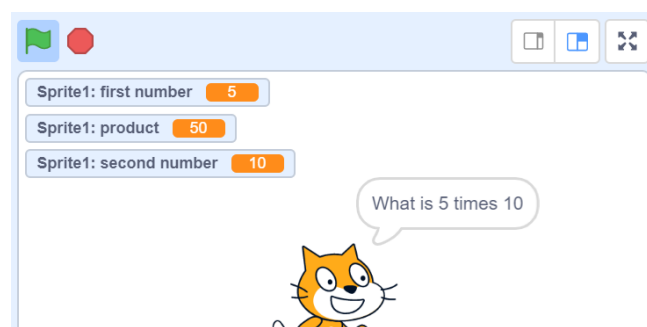 Sprite1: first number 5
Sprite1: product 50
Sprite1: second number 10
What is 5 times 10